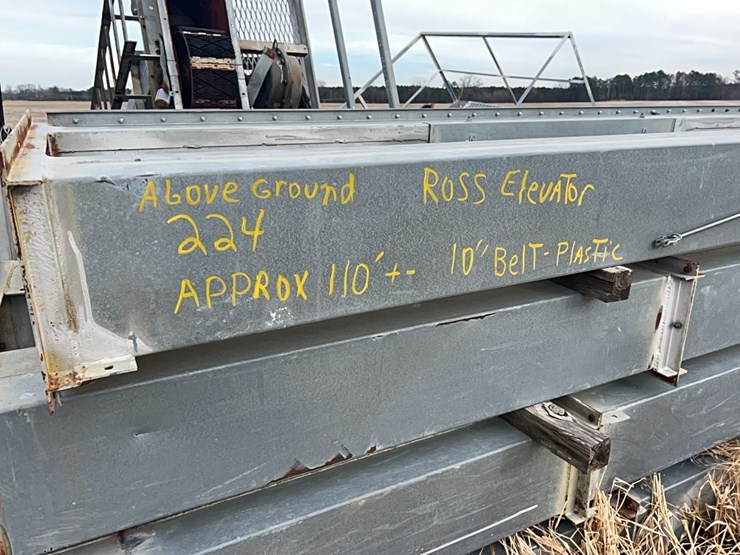 Above Ground Ross Elevator
224
APPROX 110' +- 10" Belt-Plastic